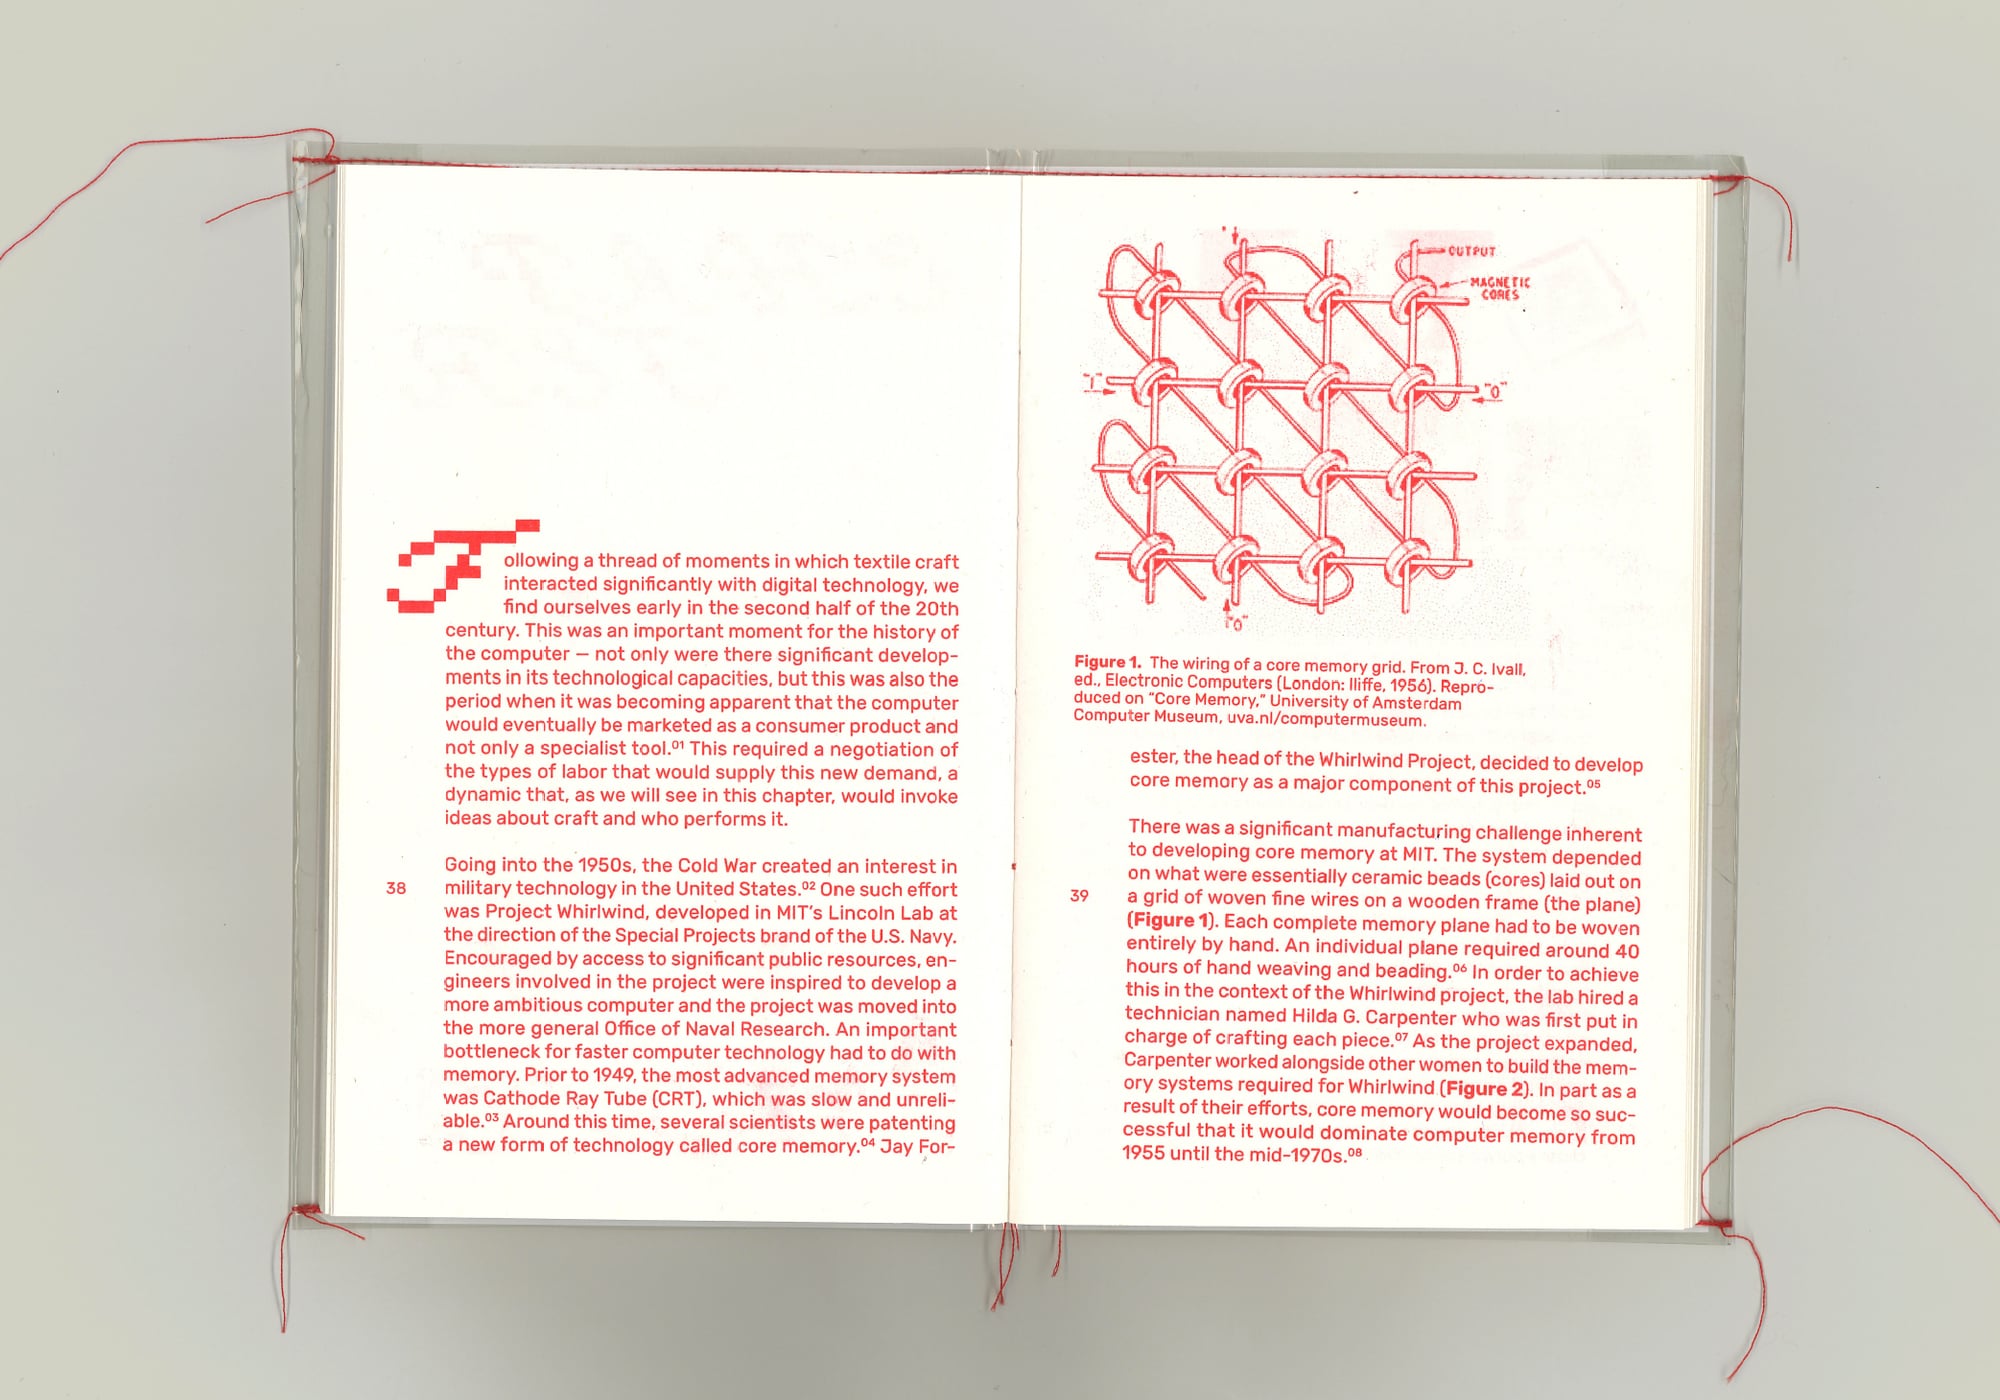 Following a thread of moments in which textile craft
interacted significantly with digital technology, we
find ourselves early in the second half of the 20th
century. This was an important moment for the history of
the computer — not only were there significant develop-
ments in its technological capacities, but this was also the
period when it was becoming apparent that the computer
would eventually be marketed as a consumer product and
not only a specialist tool.⁰¹ This required a negotiation of
the types of labor that would supply this new demand, a
dynamic that, as we will see in this chapter, would invoke
ideas about craft and who performs it.
Going into the 1950s, the Cold War created an interest in
38
military technology in the United States.⁰² One such effort
was Project Whirlwind, developed in MIT's Lincoln Lab at
the direction of the Special Projects brand of the U.S. Navy.
Encouraged by access to significant public resources, en-
gineers involved in the project were inspired to develop a
more ambitious computer and the project was moved into
the more general Office of Naval Research. An important
bottleneck for faster computer technology had to do with
memory. Prior to 1949, the most advanced memory system
was Cathode Ray Tube (CRT), which was slow and unreli-
able.⁰³ Around this time, several scientists were patenting
a new form of technology called core memory.⁰⁴ Jay For-
OUTPUT
MAGNETIC
CORES
"1"
"0"
"0"
Figure 1. The wiring of a core memory grid. From J. C. Ivall,
ed., Electronic Computers (London: Iliffe, 1956). Repro-
duced on "Core Memory," University of Amsterdam
Computer Museum, uva.nl/computermuseum.
ester, the head of the Whirlwind Project, decided to develop
core memory as a major component of this project.⁰⁵
There was a significant manufacturing challenge inherent
to developing core memory at MIT. The system depended
on what were essentially ceramic beads (cores) laid out on
39
a grid of woven fine wires on a wooden frame (the plane)
(Figure 1). Each complete memory plane had to be woven
entirely by hand. An individual plane required around 40
hours of hand weaving and beading.⁰⁶ In order to achieve
this in the context of the Whirlwind project, the lab hired a
technician named Hilda G. Carpenter who was first put in
charge of crafting each piece.⁰⁷ As the project expanded,
Carpenter worked alongside other women to build the mem-
ory systems required for Whirlwind (Figure 2). In part as a
result of their efforts, core memory would become so suc-
cessful that it would dominate computer memory from
1955 until the mid-1970s.⁰⁸